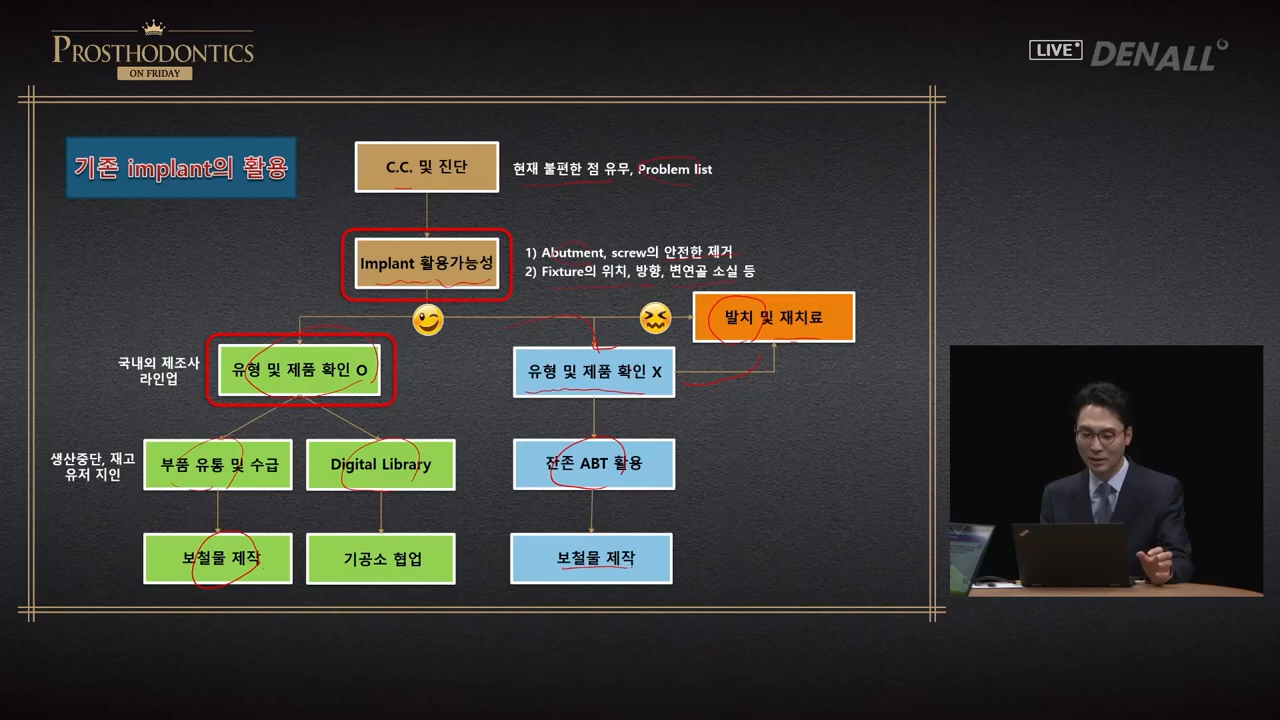 PROSTHODONTICS
ON FRIDAY
LIVE
DENALL
기존 implant의 활용
C.C. 및 진단
현재 불편한 점 유무, Problem list
Implant 활용가능성
1) Abutment, screw의 안전한 제거
2) Fixture의 위치, 방향, 변연골 소실 등
발치 및 재치료
국내외 제조사
라인업
유형 및 제품 확인 O
유형 및 제품 확인 X
생산중단, 재고
유저 지인
부품 유통 및 수급
Digital Library
잔존 ABT 활용
보철물 제작
기공소 협업
보철물 제작